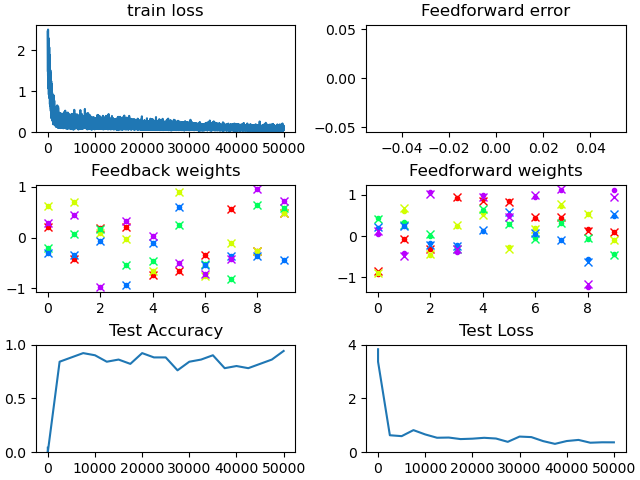 train loss
2
1
0
0 10000 20000 30000 40000 50000
Feedforward error
0.05
0.00
−0.05
−0.04 −0.02 0.00 0.02 0.04
Feedback weights
1
0
−1
0 2 4 6 8
Feedforward weights
1
0
−1
0 2 4 6 8
Test Accuracy
1.0
0.5
0.0
0 10000 20000 30000 40000 50000
Test Loss
4
2
0
0 10000 20000 30000 40000 50000